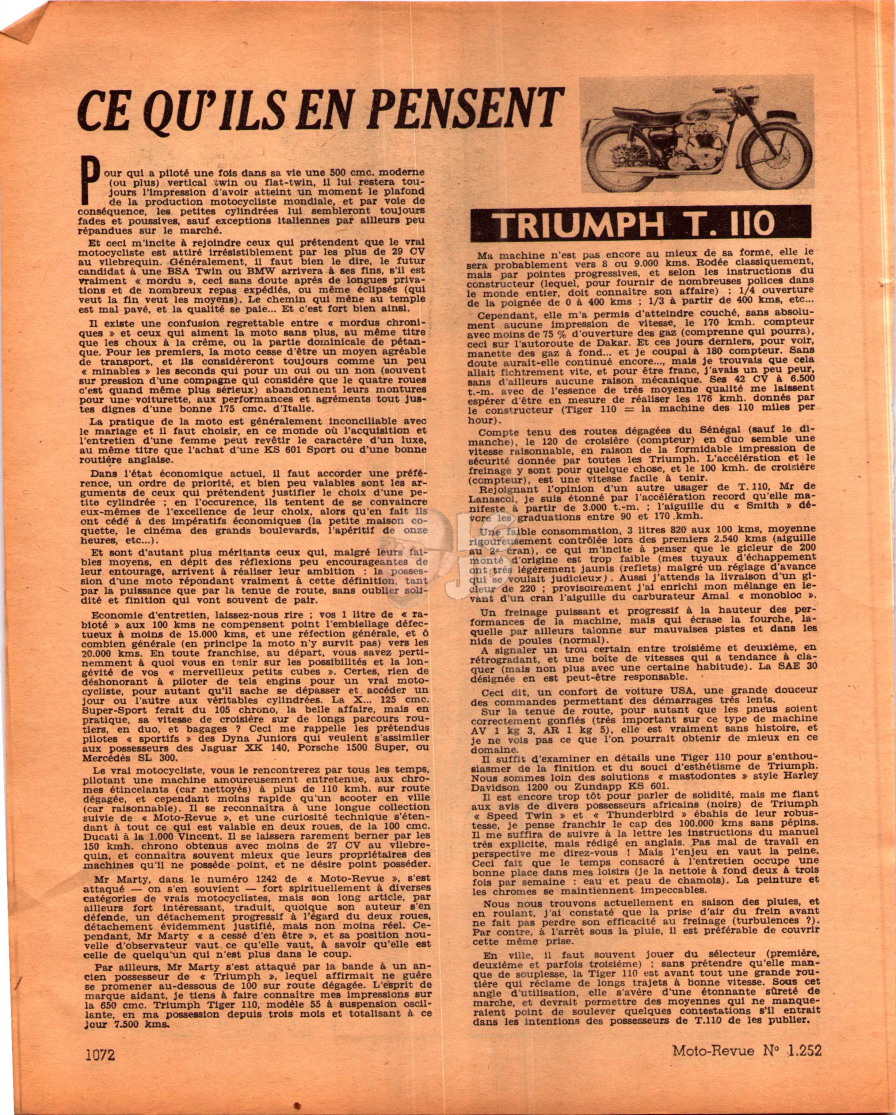 CE QU'ILS EN PENSENT
Pour qui a piloté une fois dans sa vie une 500 cmc. moderne
(ou plus) vertical twin ou flat-twin, il lui restera tou-
jours l'impression d'avoir atteint un moment le plafond
de la production motocycliste mondiale, et par voie de
conséquence, les petites cylindrées lui sembleront toujours
fades et poussives, sauf exceptions italiennes par ailleurs peu
répandues sur le marché.
Et ceci m'incite à rejoindre ceux qui prétendent que le vrai
motocycliste est attiré irrésistiblement par les plus de 29 CV
au vilebrequin. Généralement, il faut bien le dire, le futur
candidat à une BSA Twin ou BMW arrivera à ses fins, s'il est
vraiment « mordu », ceci sans doute après de longues priva-
tions et de nombreux repas expédiés, ou même éclipsés (qui
veut la fin veut les moyens). Le chemin qui mène au temple
est mal pavé, et la qualité se paie... Et c'est fort bien ainsi.
Il existe une confusion regrettable entre « mordus chroni-
ques » et ceux qui aiment la moto sans plus, au même titre
que les choux à la crème, ou la partie dominicale de pétan-
que. Pour les premiers, la moto cesse d'être un moyen agréable
de transport, et ils considéreront toujours comme un peu
« minables » les seconds qui pour un oui ou un non (souvent
sur pression d'une compagne qui considère que le quatre roues
c'est quand même plus sérieux) abandonnent leurs montures
pour une voiturette, aux performances et agréments tout jus-
tes dignes d'une bonne 175 cmc. d'Italie.
La pratique de la moto est généralement inconciliable avec
le mariage et il faut choisir, en ce monde où l'acquisition et
l'entretien d'une femme peut revêtir le caractère d'un luxe,
au même titre que l'achat d'une KS 601 Sport ou d'une bonne
routière anglaise.
Dans l'état économique actuel, il faut accorder une préfé-
rence, un ordre de priorité, et bien peu valables sont les ar-
guments de ceux qui prétendent justifier le choix d'une pe-
tite cylindrée ; en l'occurence, ils tentent de se convaincre
eux-mêmes de l'excellence de leur choix, alors qu'en fait ils
ont cédé à des impératifs économiques (la petite maison co-
quette, le cinéma des grands boulevards, l'apéritif de onze
heures, etc...).
Et sont d'autant plus méritants ceux qui, malgré leurs fai-
bles moyens, en dépit des réflexions peu encourageantes de
leur entourage, arrivent à réaliser leur ambition ; la posses-
sion d'une moto répondant vraiment à cette définition, tant
par la puissance que par la tenue de route, sans oublier soli-
dité et finition qui vont souvent de pair.
Economie d'entretien, laissez-nous rire ; vos 1 litre de « ra-
bioté » aux 100 kms ne compensent point l'embiellage défec-
tueux à moins de 15.000 kms, et une réfection générale, et ô
combien générale (en principe la moto n'y survit pas) vers les
20.000 kms. En toute franchise, au départ, vous savez perti-
nemment à quoi vous en tenir sur les possibilités et la lon-
gévité de vos « merveilleux petits cubes ». Certes, rien de
déshonorant à piloter de tels engins pour un vrai moto-
cycliste, pour autant qu'il sache se dépasser et accéder un
jour ou l'autre aux véritables cylindrées. La X... 125 cmc.
Super-Sport ferait du 105 chrono, la belle affaire, mais en
pratique, sa vitesse de croisière sur de longs parcours rou-
tiers, en duo, et bagages ? Ceci me rappelle les prétendus
pilotes « sportifs » des Dyna Juniors qui veulent s'assimiler
aux possesseurs des Jaguar XK 140, Porsche 1500 Super, ou
Mercédès SL 300.
Le vrai motocycliste, vous le rencontrerez par tous les temps,
pilotant une machine amoureusement entretenue, aux chro-
mes étincelants (car nettoyés) à plus de 110 kmh. sur route
dégagée, et cependant moins rapide qu'un scooter en ville
(car raisonnable). Il se reconnaîtra à une longue collection
suivie de « Moto-Revue », et une curiosité technique s'éten-
dant à tout ce qui est valable en deux roues, de la 100 cmc.
Ducati à la 1.000 Vincent. Il se laissera rarement berner par les
150 kmh. chrono obtenus avec moins de 27 CV au vilebre-
quin, et connaîtra souvent mieux que leurs propriétaires des
machines qu'il ne possède point, et ne désire point posséder.
Mr Marty, dans le numéro 1242 de « Moto-Revue », s'est
attaqué — on s'en souvient — fort spirituellement à diverses
catégories de vrais motocyclistes, mais son long article, par
ailleurs fort intéressant, traduit, quoique son auteur s'en
défende, un détachement progressif à l'égard du deux roues,
détachement évidemment justifié, mais non moins réel. Ce-
pendant, Mr Marty « a cessé d'en être », et sa position nou-
velle d'observateur vaut ce qu'elle vaut, à savoir qu'elle est
celle de quelqu'un qui n'est plus dans le coup.
Par ailleurs, Mr Marty s'est attaqué par la bande à un an-
cien possesseur de « Triumph », lequel affirmait ne guère
se promener au-dessous de 100 sur route dégagée. L'esprit de
marque aidant, je tiens à faire connaître mes impressions sur
la 650 cmc. Triumph Tiger 110, modèle 55 à suspension oscil-
lante, en ma possession depuis trois mois et totalisant à ce
jour 7.500 kms.
TRIUMPH T. 110
Ma machine n'est pas encore au mieux de sa forme, elle le
sera probablement vers 8 ou 9.000 kms. Rodée classiquement,
mais par pointes progressives, et selon les instructions du
constructeur (lequel, pour fournir de nombreuses polices dans
le monde entier, doit connaître son affaire) ; 1/4 ouverture
de la poignée de 0 à 400 kms ; 1/3 à partir de 400 kms, etc...
Cependant, elle m'a permis d'atteindre couché, sans absolu-
ment aucune impression de vitesse, le 170 kmh. compteur
avec moins de 75 % d'ouverture des gaz (comprenne qui pourra),
ceci sur l'autoroute de Dakar. Et ces jours derniers, pour voir,
manette des gaz à fond... et je coupai à 180 compteur. Sans
doute aurait-elle continué encore..., mais je trouvais que cela
allait fichtrement vite, et pour être franc, j'avais un peu peur,
sans d'ailleurs aucune raison mécanique. Ses 42 CV à 6.500
t.-m. avec de l'essence de très moyenne qualité me laissent
espérer d'être en mesure de réaliser les 176 kmh. donnés par
le constructeur (Tiger 110 = la machine des 110 miles per
hour).
Compte tenu des routes dégagées du Sénégal (sauf le di-
manche), le 120 de croisière (compteur) en duo semble une
vitesse raisonnable, en raison de la formidable impression de
sécurité donnée par toutes les Triumph. L'accélération et le
freinage y sont pour quelque chose, et le 100 kmh. de croisière
(compteur), est une vitesse facile à tenir.
Rejoignant l'opinion d'un autre usager de T.110, Mr de
Lanascol, je suis étonné par l'accélération record qu'elle ma-
nifeste à partir de 3.000 t.-m. ; l'aiguille du « Smith » dé-
vore les graduations entre 90 et 170 kmh.
Une faible consommation, 3 litres 820 aux 100 kms, moyenne
rigoureusement contrôlée lors des premiers 2.540 kms (aiguille
au 2e cran), ce qui m'incite à penser que le gicleur de 200
monté d'origine est trop faible (mes tuyaux d'échappement
ont très légèrement jauni (reflets) malgré un réglage d'avance
qui se voulait judicieux). Aussi j'attends la livraison d'un gi-
cleur de 220 ; provisoirement j'ai enrichi mon mélange en le-
vant d'un cran l'aiguille du carburateur Amal « monobloc ».
Un freinage puissant et progressif à la hauteur des per-
formances de la machine, mais qui écrase la fourche, la-
quelle par ailleurs talonne sur mauvaises pistes et dans les
nids de poules (normal).
A signaler un trou certain entre troisième et deuxième, en
rétrogradant, et une boite de vitesses qui a tendance à cla-
quer (mais non plus avec une certaine habitude). La SAE 30
désignée en est peut-être responsable.
Ceci dit, un confort de voiture USA, une grande douceur
des commandes permettant des démarrages très lents.
Sur la tenue de route, pour autant que les pneus soient
correctement gonflés (très important sur ce type de machine
AV 1 kg 3, AR 1 kg 5), elle est vraiment sans histoire, et
je ne vois pas ce que l'on pourrait obtenir de mieux en ce
domaine.
Il suffit d'examiner en détails une Tiger 110 pour s'enthou-
siasmer de la finition et du souci d'esthétisme de Triumph.
Nous sommes loin des solutions « mastodontes » style Harley
Davidson 1200 ou Zundapp KS 601.
Il est encore trop tôt pour parler de solidité, mais me fiant
aux avis de divers possesseurs africains (noirs) de Triumph
« Speed Twin » et « Thunderbird » ébahis de leur robus-
tesse, je pense franchir le cap des 100.000 kms sans pépins.
Il me suffira de suivre à la lettre les instructions du manuel
très explicite, mais rédigé en anglais. Pas mal de travail en
perspective me direz-vous ! Mais l'enjeu en vaut la peine.
Ceci fait que le temps consacré à l'entretien occupe une
bonne place dans mes loisirs (je la nettoie à fond deux à trois
fois par semaine : eau et peau de chamois). La peinture et
les chromes se maintiennent impeccables.
Nous nous trouvons actuellement en saison des pluies, et
en roulant, j'ai constaté que la prise d'air du frein avant
ne fait pas perdre son efficacité au freinage (turbulences ?).
Par contre, à l'arrêt sous la pluie, il est préférable de couvrir
cette même prise.
En ville, il faut souvent jouer du sélecteur (première,
deuxième et parfois troisième) ; sans prétendre qu'elle man-
que de souplesse, la Tiger 110 est avant tout une grande rou-
tière qui réclame de longs trajets à bonne vitesse. Sous cet
angle d'utilisation, elle s'avère d'une étonnante sûreté de
marche, et devrait permettre des moyennes qui ne manque-
raient point de soulever quelques contestations s'il entrait
dans les intentions des possesseurs de T.110 de les publier.
1072
Moto-Revue N° 1.252